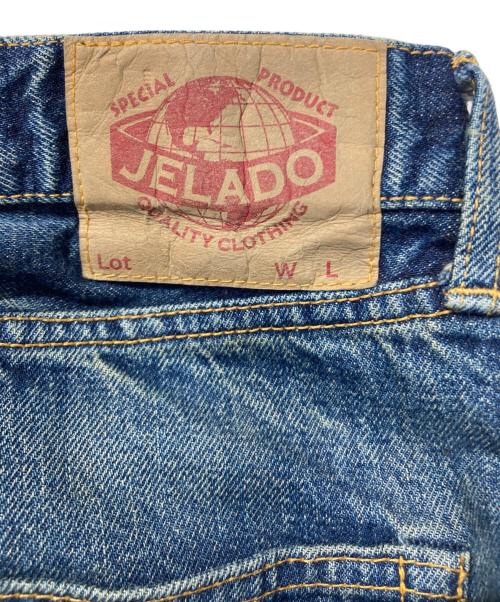 SPECIAL PRODUCT
JELADO
QUALITY CLOTHING
Lot W L